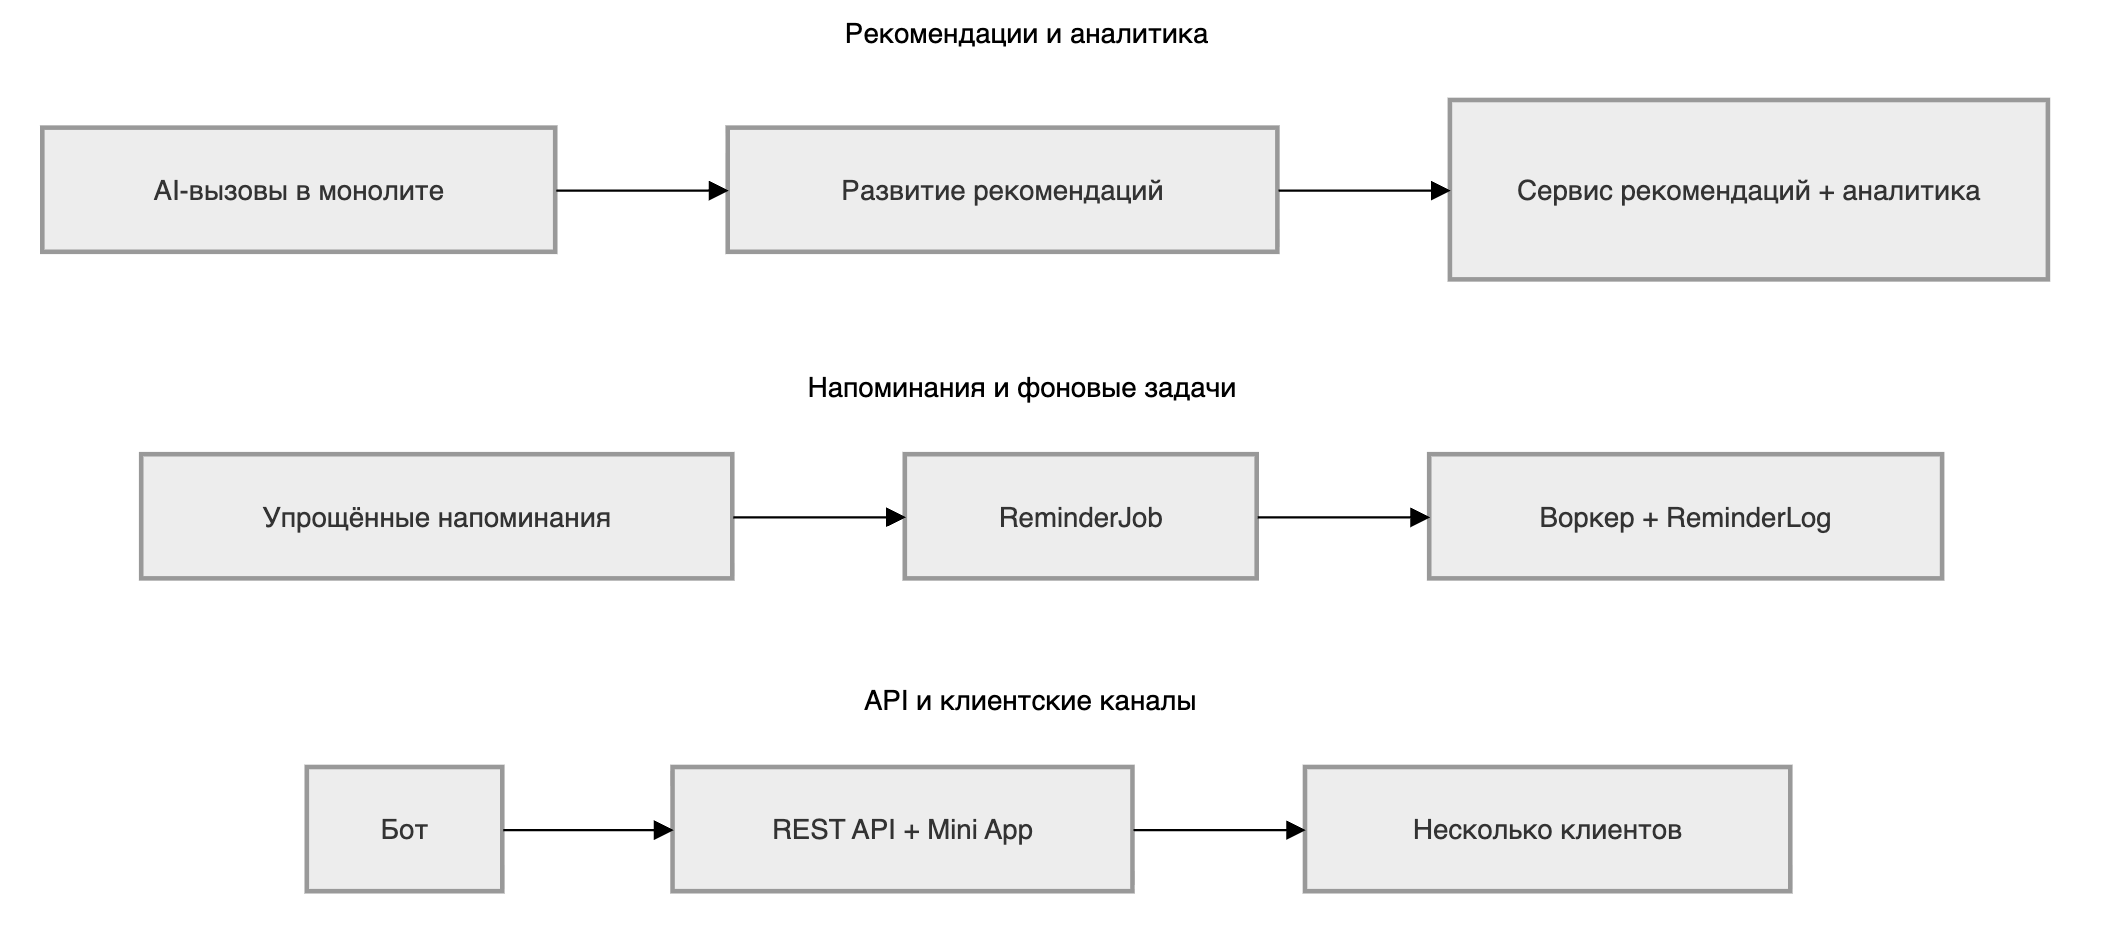 Рекомендации и аналитика
AI-вызовы в монолите
Развитие рекомендаций
Сервис рекомендаций + аналитика
Напоминания и фоновые задачи
Упрощённые напоминания
ReminderJob
Воркер + ReminderLog
API и клиентские каналы
Бот
REST API + Mini App
Несколько клиентов